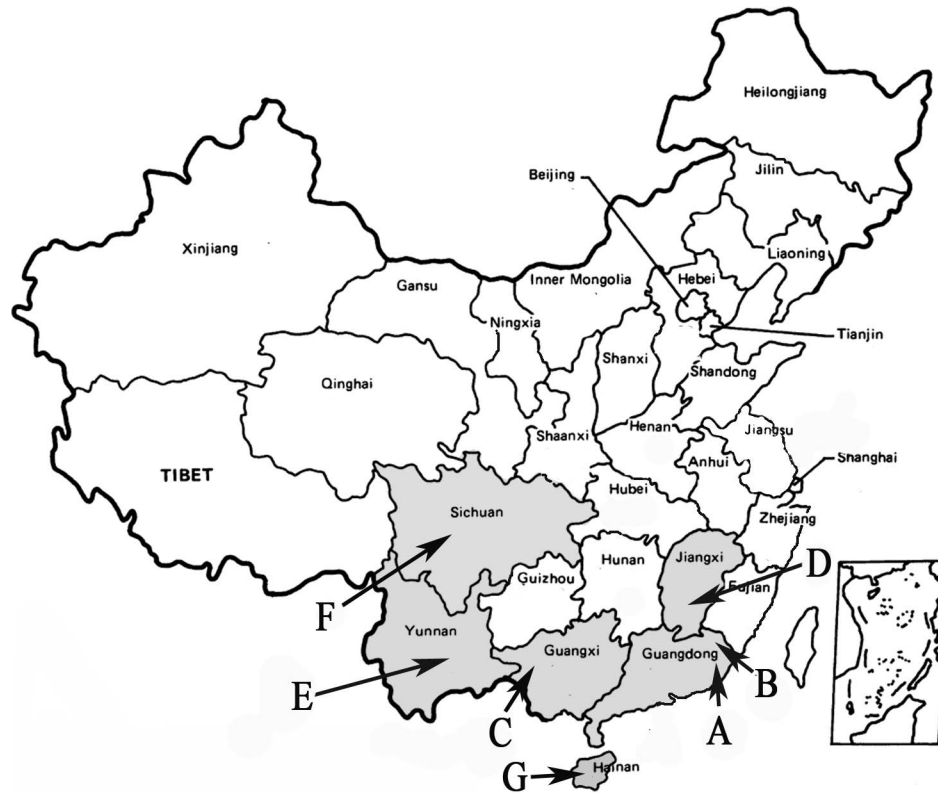 Heilongjiang
Jilin
Beijing
Xinjiang
Liaoning
Inner Mongolia
Hebei
Gansu
Ningxia
Tianjin
Shanxi
Shandong
Qinghai
Henan
Jiangsu
Shaanxi
Anhui
Shanghai
TIBET
Hubei
Sichuan
Zhejiang
Jiangxi
Hunan
D
Guizhou
Fujian
F
Yunnan
Guangxi
Guangdong
B
E
C
A
G
Hainan